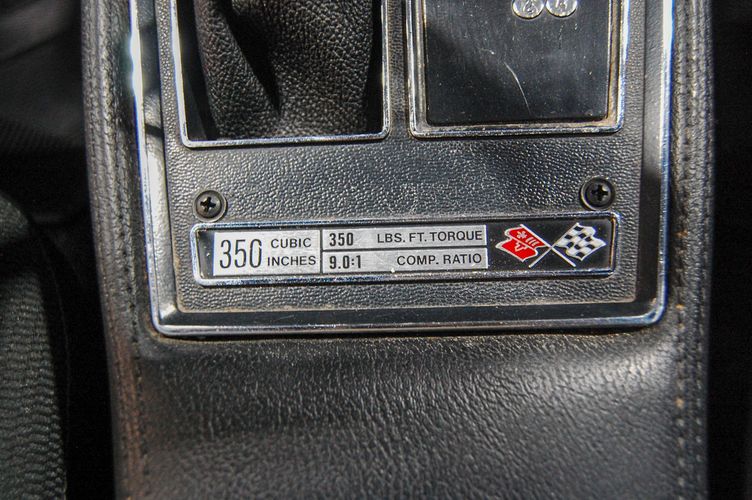 350 CUBIC INCHES
350 LBS. FT. TORQUE
9.0:1 COMP. RATIO